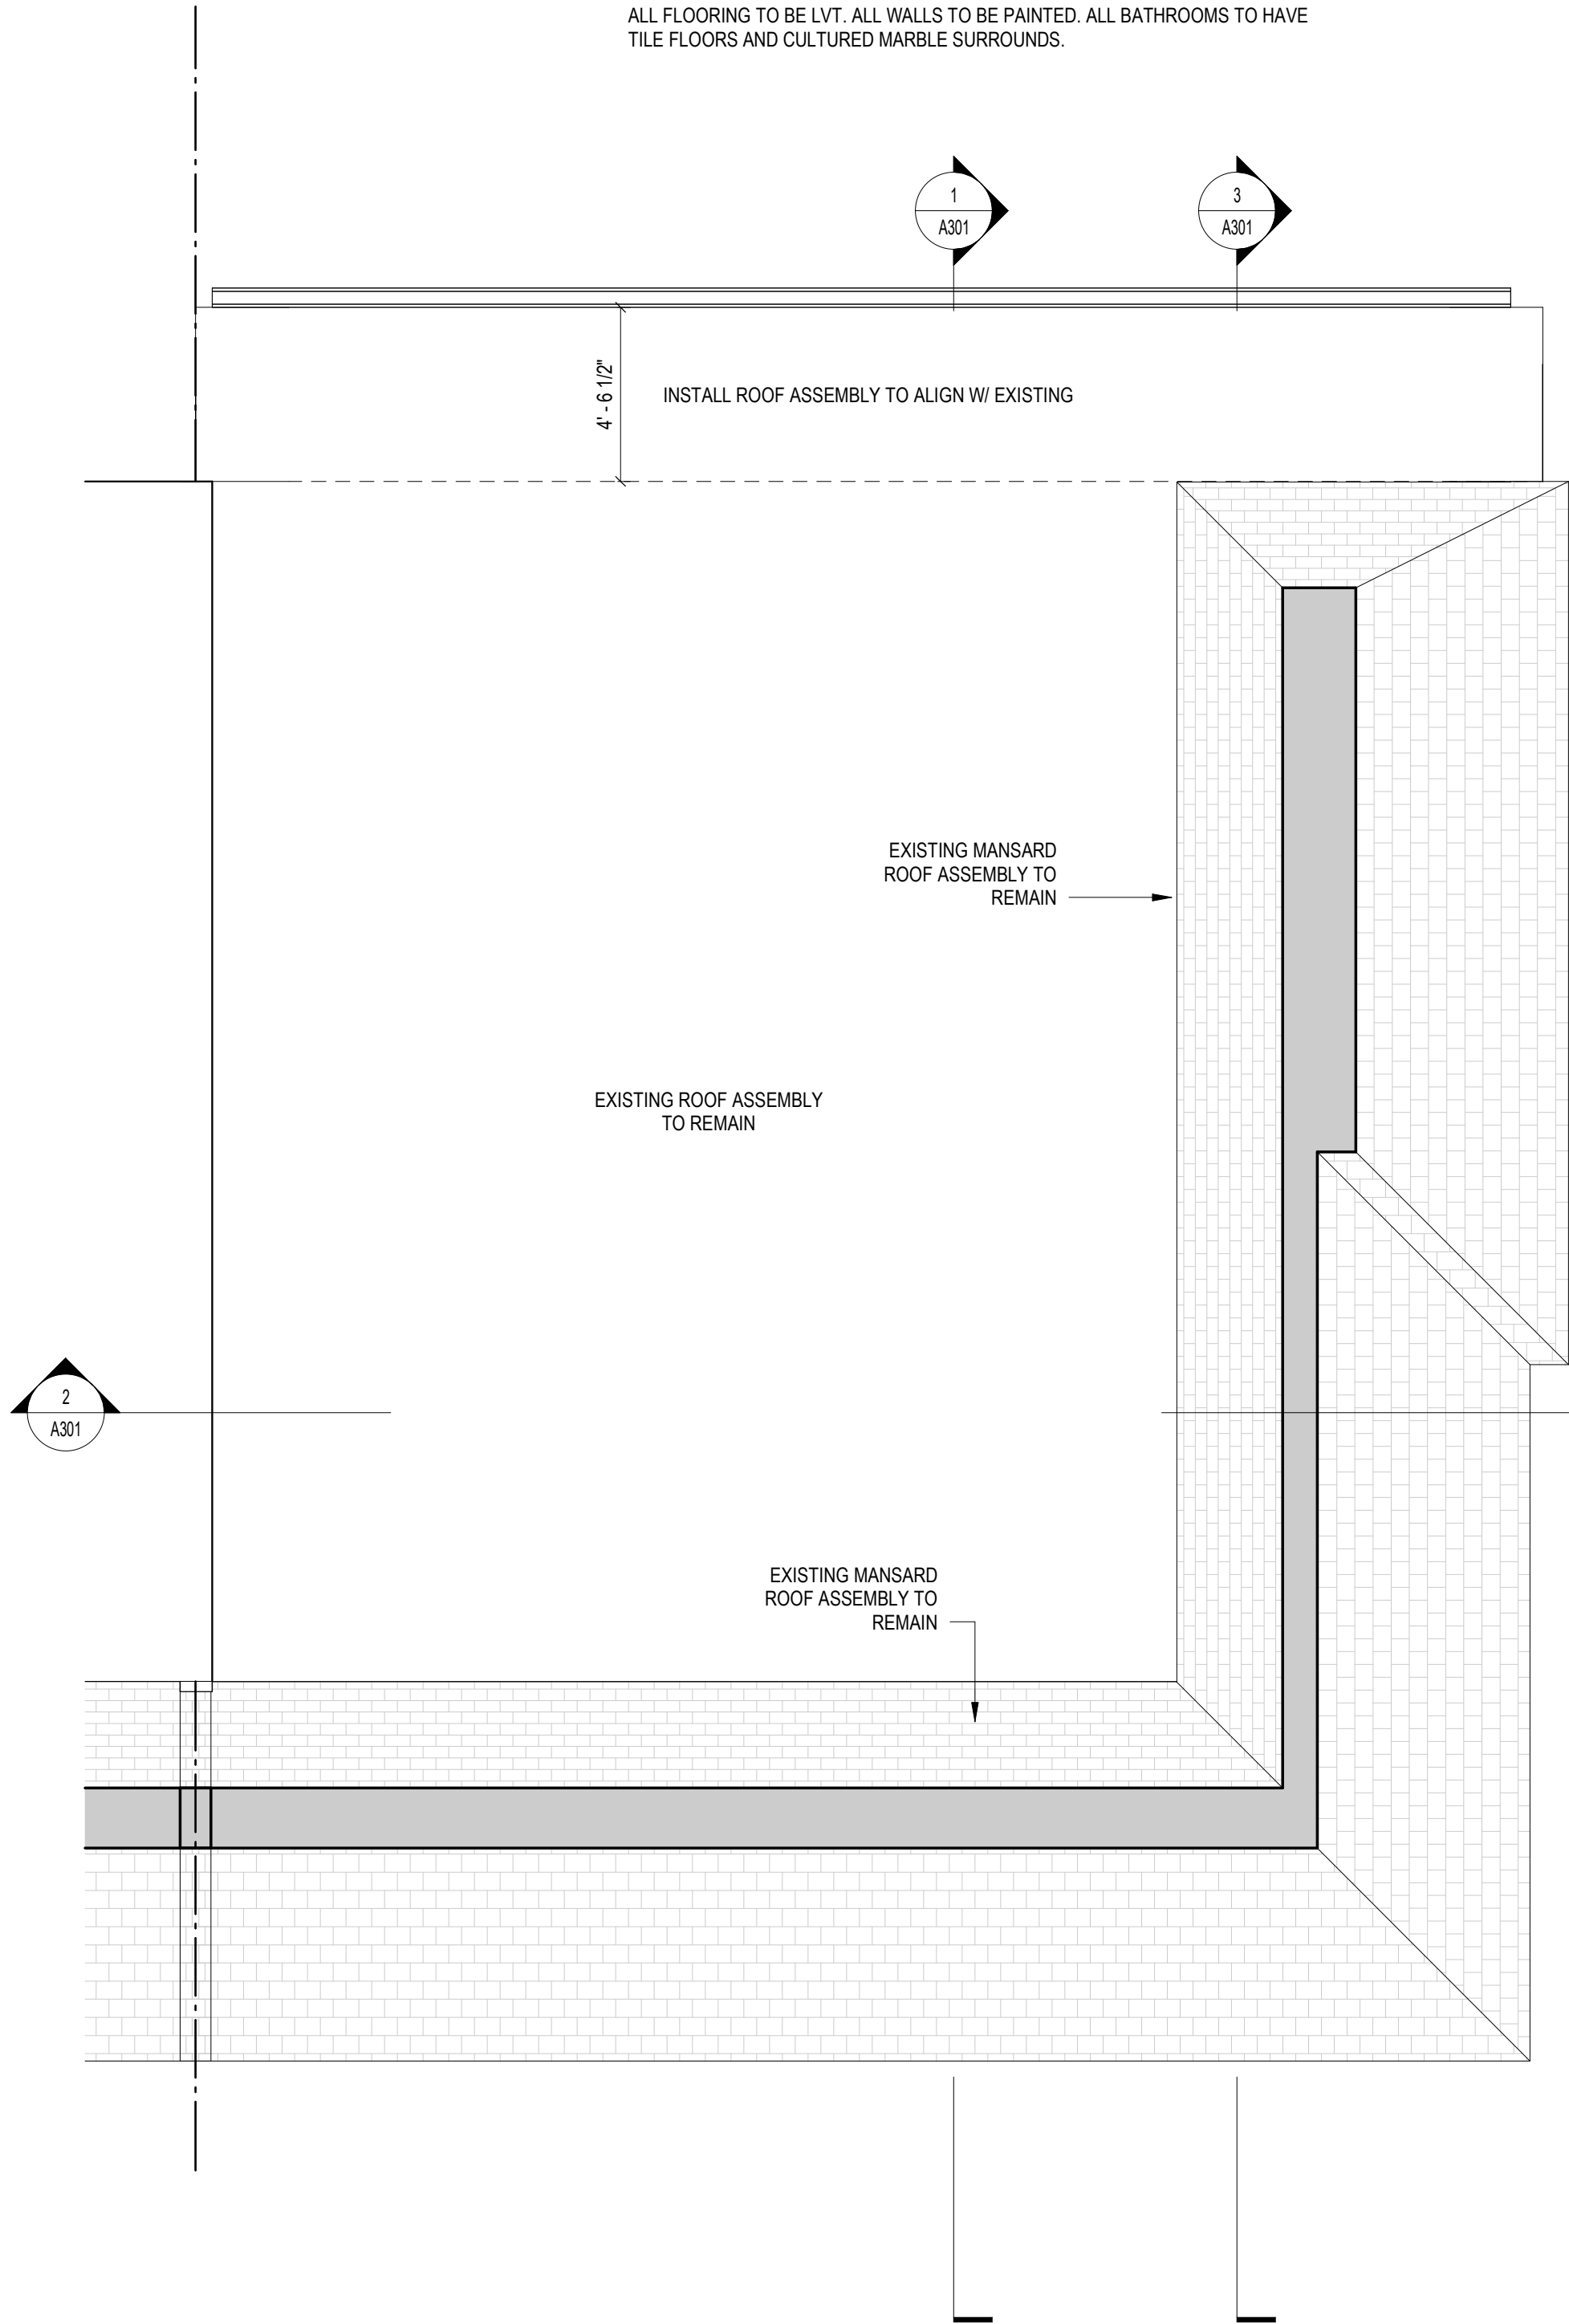 ALL FLOORING TO BE LVT. ALL WALLS TO BE PAINTED. ALL BATHROOMS TO HAVE
TILE FLOORS AND CULTURED MARBLE SURROUNDS.
1
A301
3
A301
4' - 6 1/2"
INSTALL ROOF ASSEMBLY TO ALIGN W/ EXISTING
EXISTING MANSARD
ROOF ASSEMBLY TO
REMAIN
EXISTING ROOF ASSEMBLY
TO REMAIN
2
A301
EXISTING MANSARD
ROOF ASSEMBLY TO
REMAIN